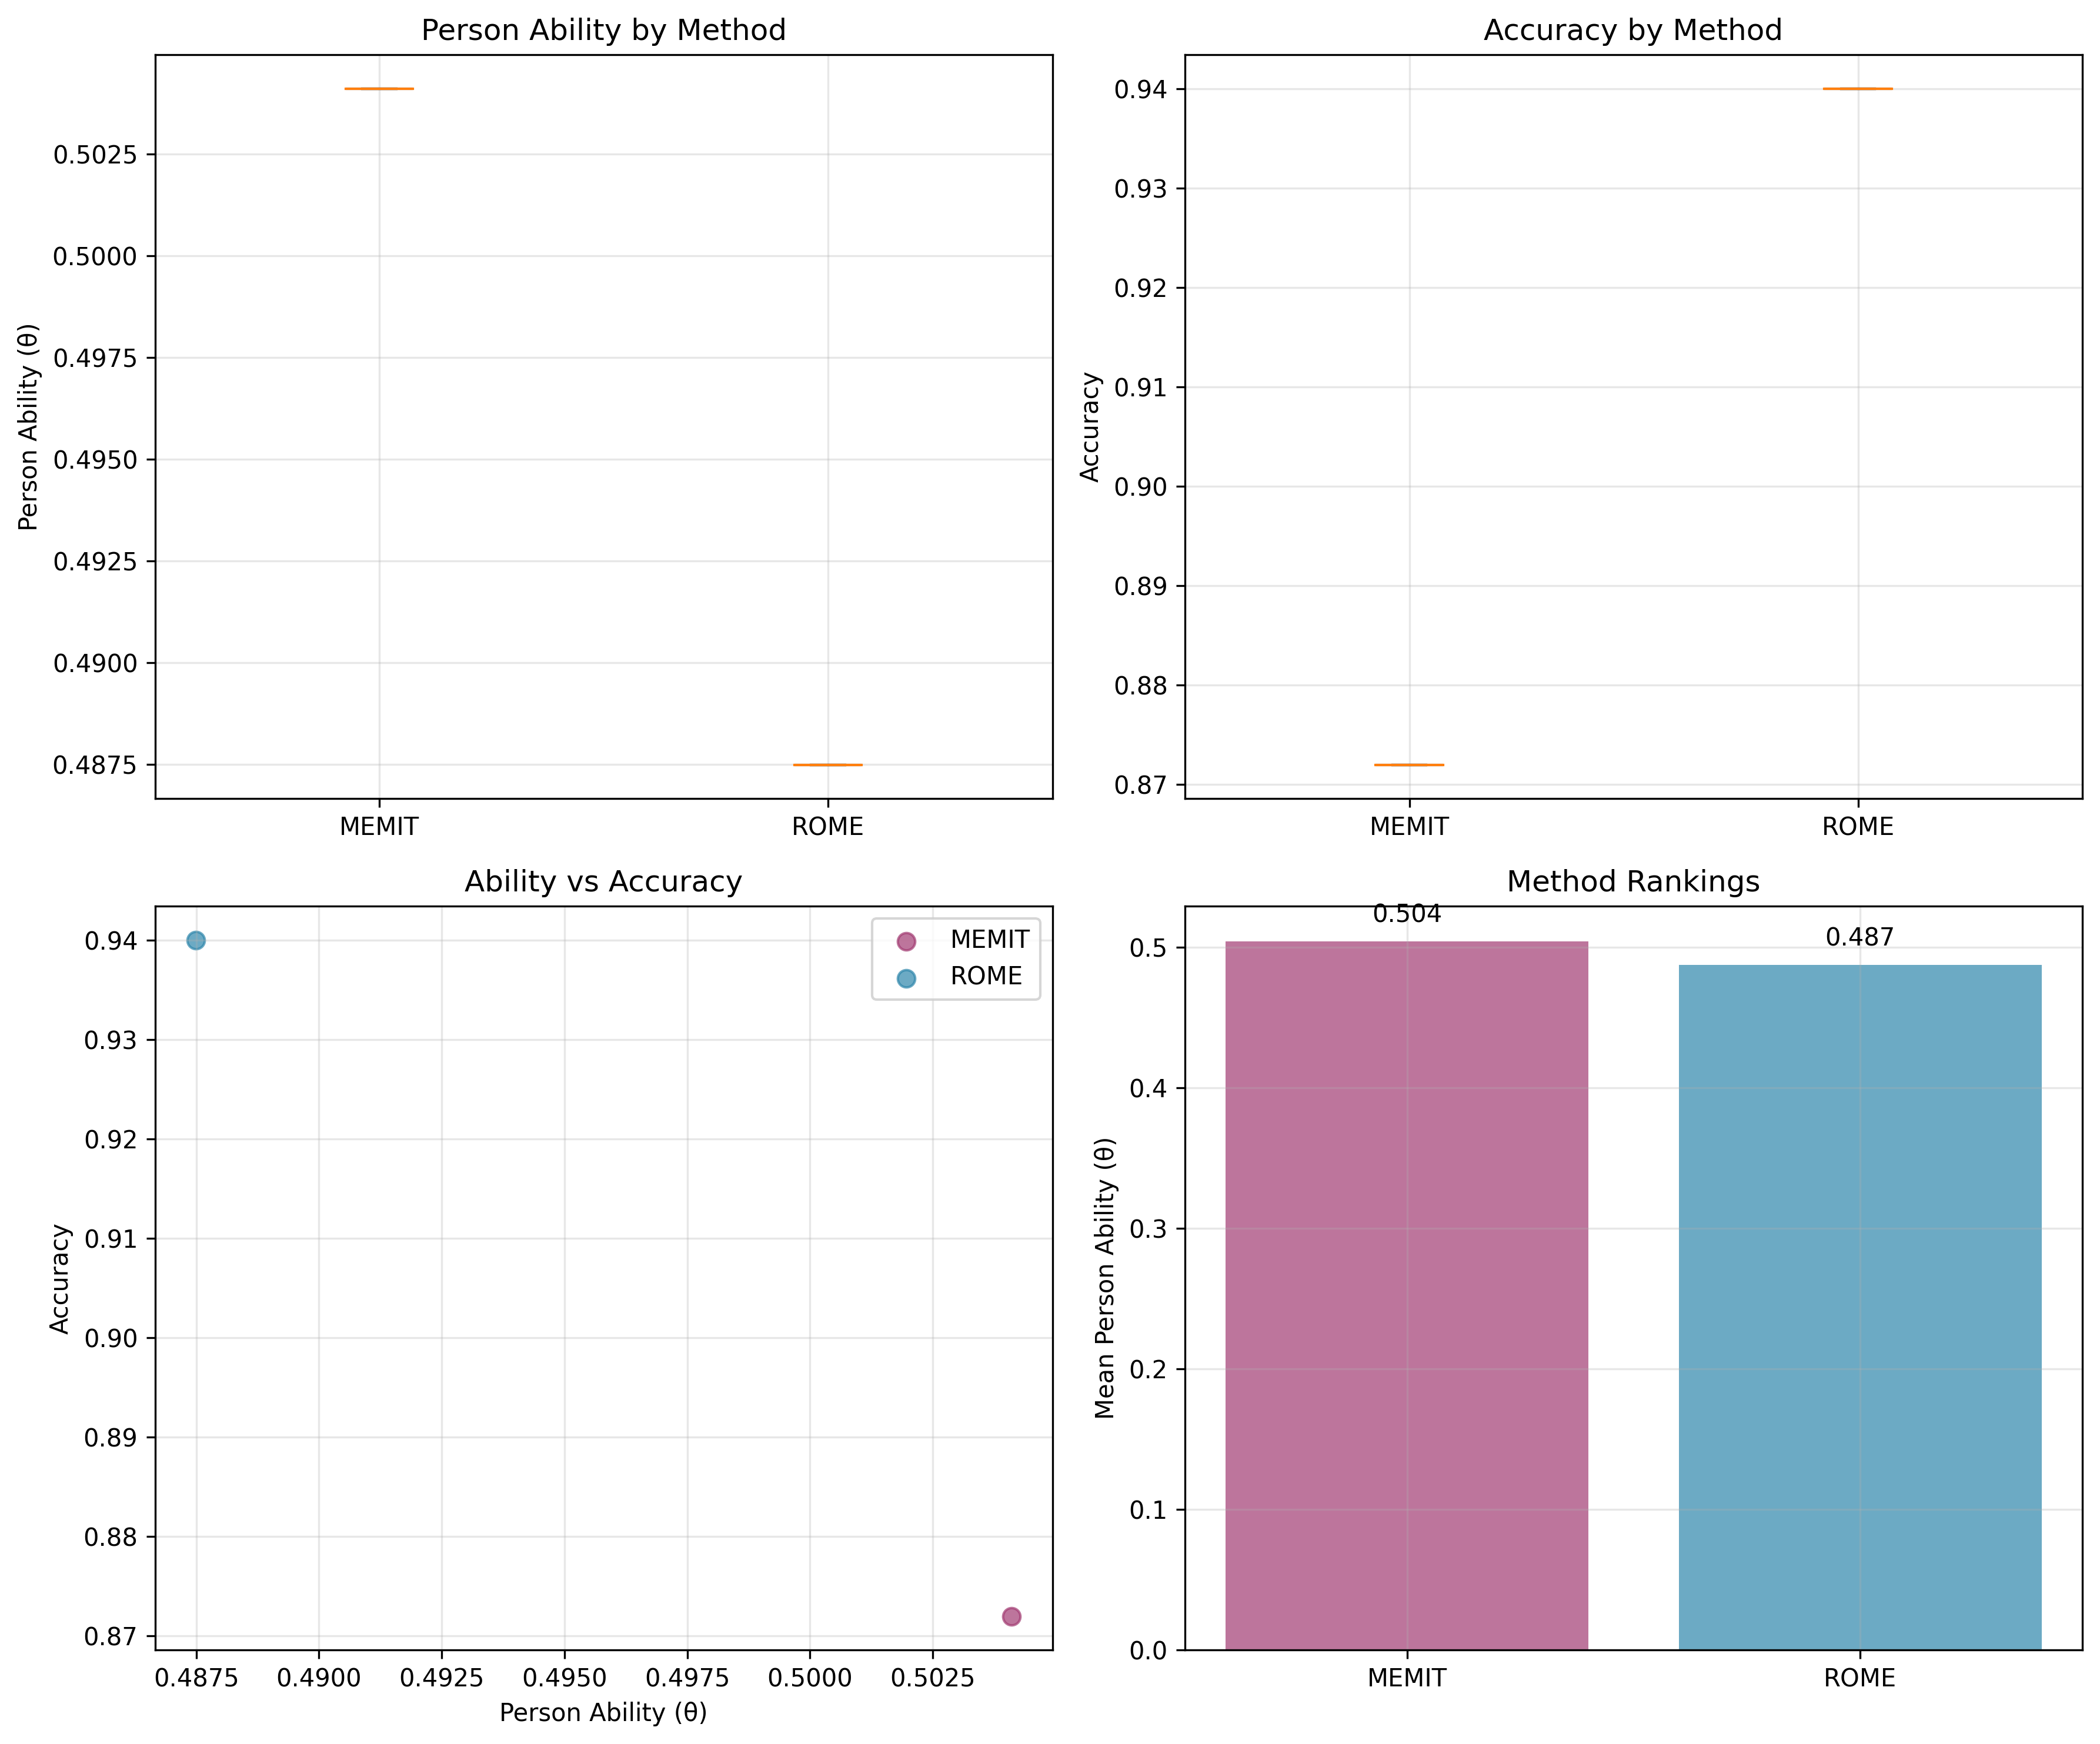 Person Ability by Method
Person Ability (θ)
0.5025
0.5000
0.4975
0.4950
0.4925
0.4900
0.4875
MEMIT ROME
Accuracy by Method
Accuracy
0.94
0.93
0.92
0.91
0.90
0.89
0.88
0.87
MEMIT ROME
Ability vs Accuracy
Accuracy
0.94
0.93
0.92
0.91
0.90
0.89
0.88
0.87
MEMIT
ROME
0.4875 0.4900 0.4925 0.4950 0.4975 0.5000 0.5025
Person Ability (θ)
Method Rankings
Mean Person Ability (θ)
0.504
0.487
0.5
0.4
0.3
0.2
0.1
0.0
MEMIT ROME